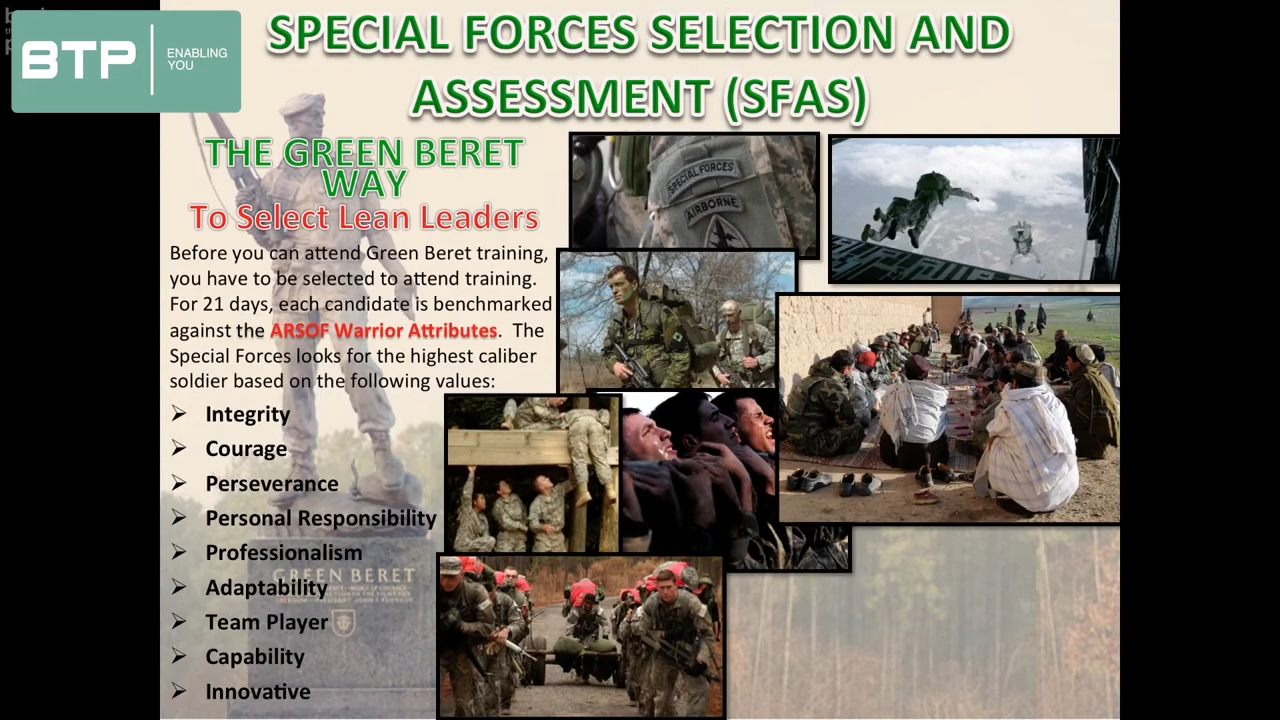 BTP
ENABLING
YOU
SPECIAL FORCES SELECTION AND
ASSESSMENT (SFAS)
THE GREEN BERET
WAY
To Select Lean Leaders
Before you can attend Green Beret training,
you have to be selected to attend training.
For 21 days, each candidate is benchmarked
against the ARSOF Warrior Attributes. The
Special Forces looks for the highest caliber
soldier based on the following values:
➢ Integrity
➢ Courage
➢ Perseverance
➢ Personal Responsibility
➢ Professionalism
➢ Adaptability
➢ Team Player
➢ Capability
➢ Innovative
SPECIAL FORCES
AIRBORNE
GREEN BERET